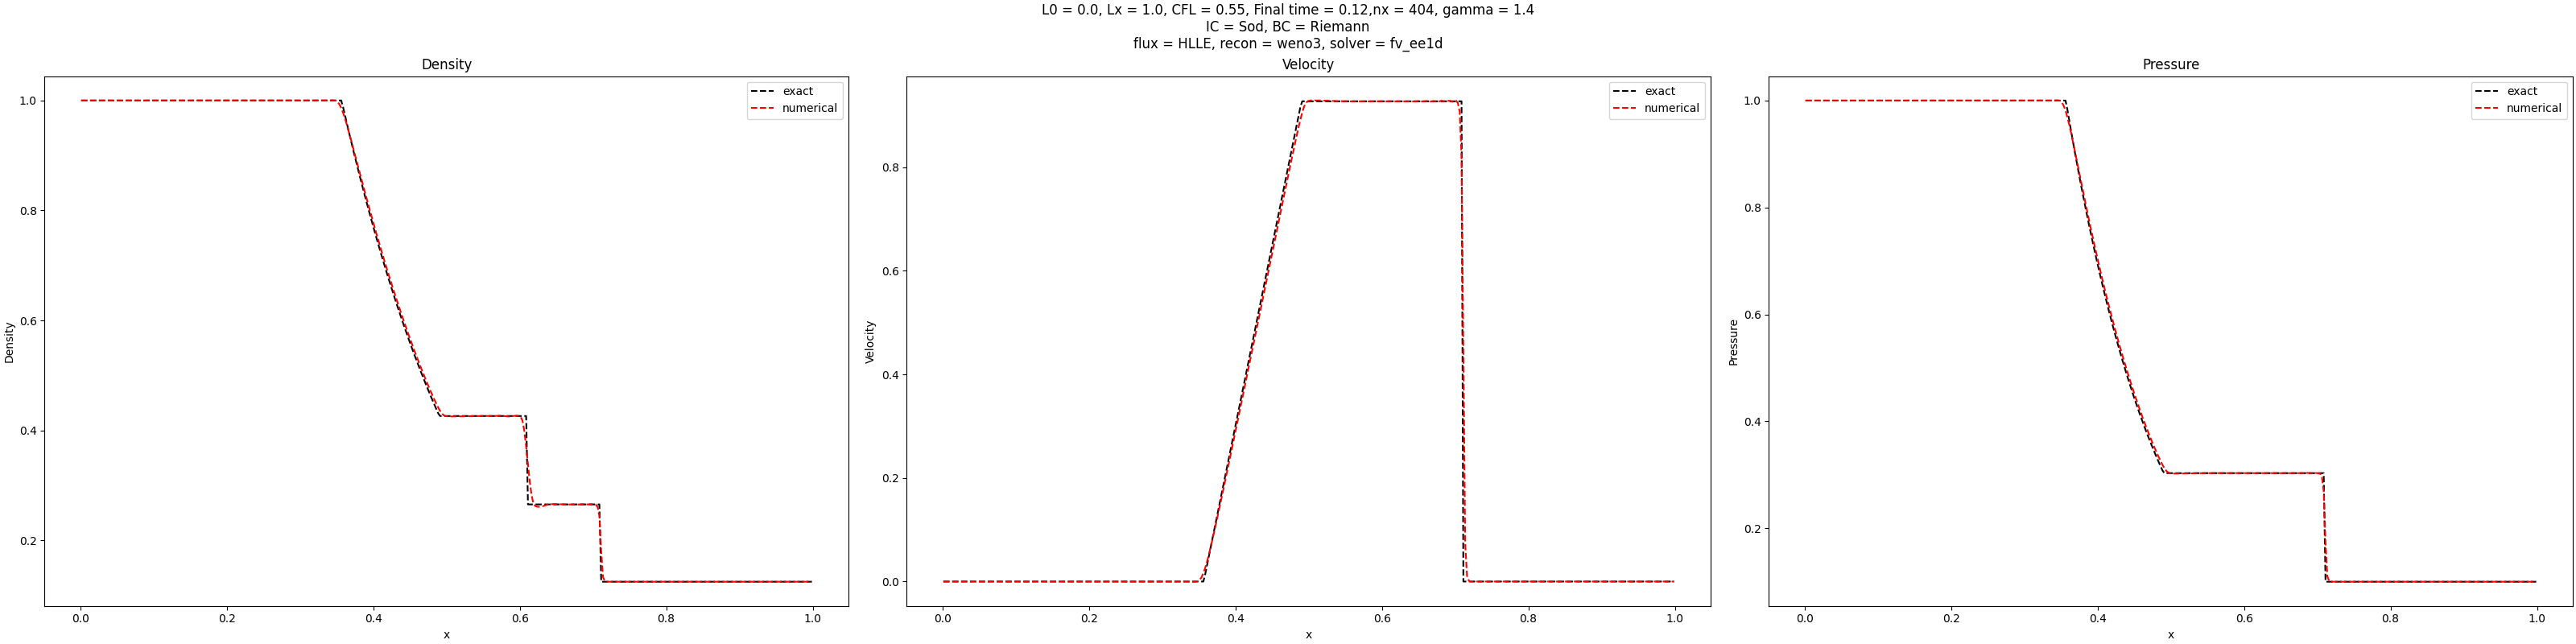 L0 = 0.0, Lx = 1.0, CFL = 0.55, Final time = 0.12,nx = 404, gamma = 1.4
IC = Sod, BC = Riemann
flux = HLLE, recon = weno3, solver = fv_ee1d
Density
exact
numerical
1.0
0.8
0.6
0.4
0.2
Density
0.0
0.2
0.4
0.6
0.8
1.0
x
Velocity
exact
numerical
0.8
0.6
0.4
0.2
0.0
Velocity
0.0
0.2
0.4
0.6
0.8
1.0
x
Pressure
exact
numerical
1.0
0.8
0.6
0.4
0.2
Pressure
0.0
0.2
0.4
0.6
0.8
1.0
x